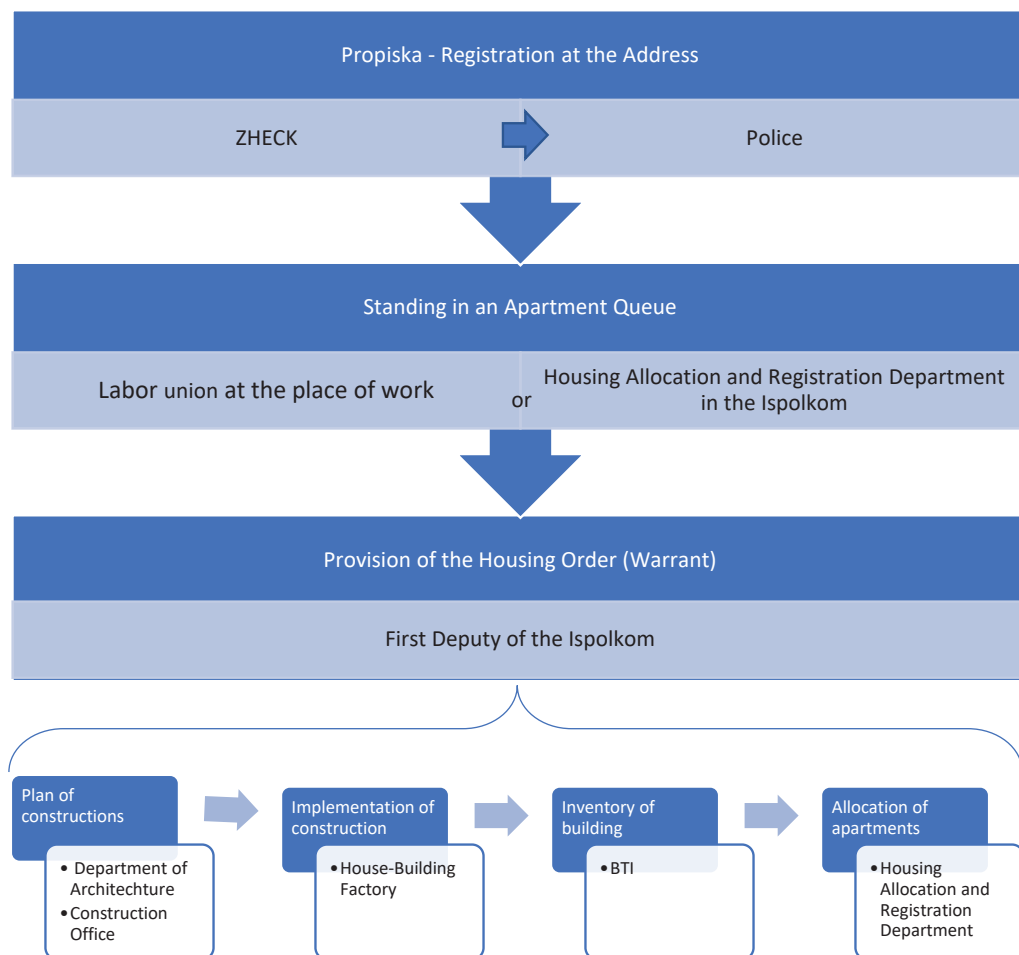 Propiska - Registration at the Address
ZHECK
Police
Standing in an Apartment Queue
Labor union at the place of work
or
Housing Allocation and Registration Department
in the Ispolkom
Provision of the Housing Order (Warrant)
First Deputy of the Ispolkom
Plan of
constructions
• Department of
Architechture
•Construction
Office
Implementation of
construction
•House-Building
Factory
Inventory of
building
•BTI
Allocation of
apartments
•Housing
Allocation and
Registration
Department